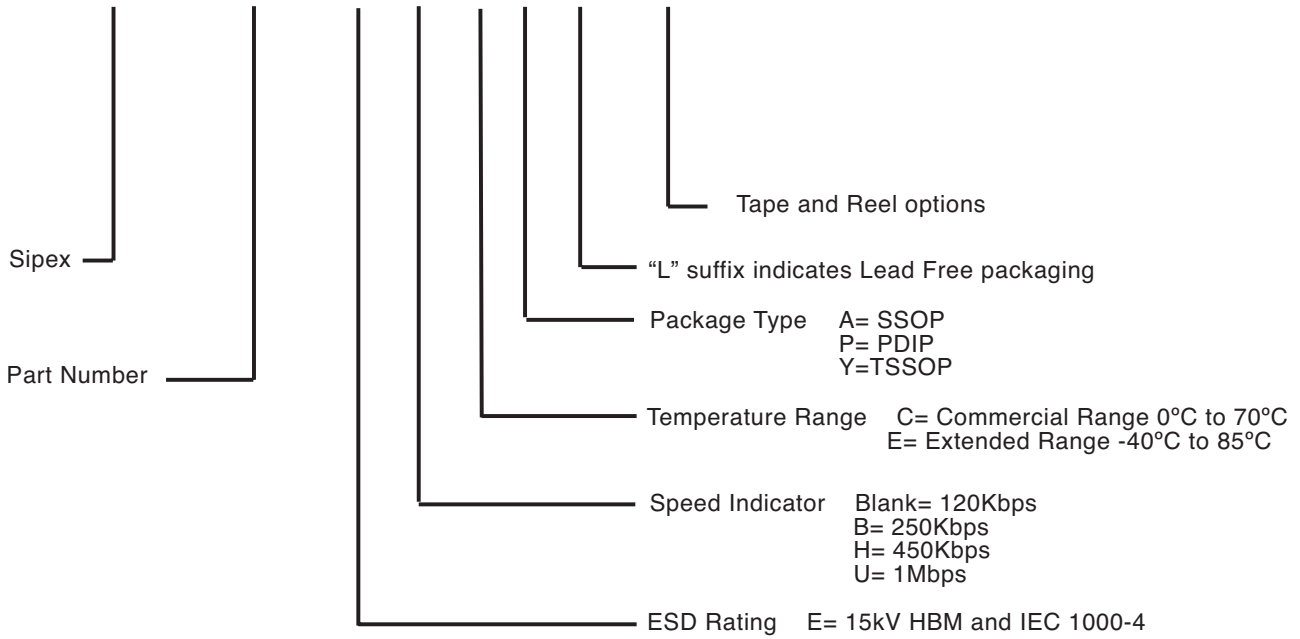 Tape and Reel options
Sipex
“L” suffix indicates Lead Free packaging
Package Type A= SSOP
P= PDIP
Y=TSSOP
Part Number
Temperature Range C= Commercial Range 0ºC to 70ºC
E= Extended Range -40ºC to 85ºC
Speed Indicator Blank= 120Kbps
B= 250Kbps
H= 450Kbps
U= 1Mbps
ESD Rating E= 15kV HBM and IEC 1000-4